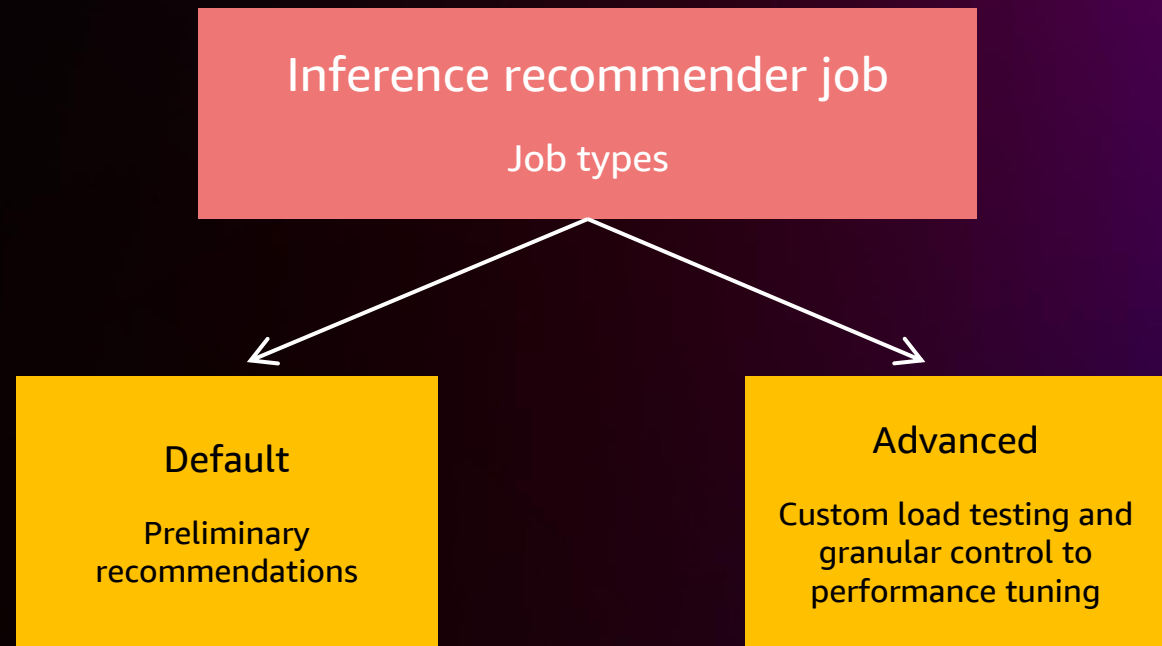 Inference recommender job
Job types
Default
Preliminary
recommendations
Advanced
Custom load testing and
granular control to
performance tuning